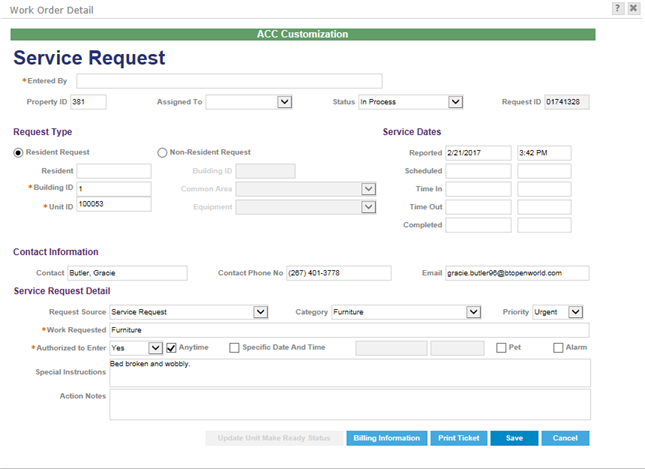 Work Order Detail ? ✖
ACC Customization
Service Request
*Entered By
Property ID 381 Assigned To Status In Process Request ID 01741328
Request Type Service Dates
Resident Request Non-Resident Request Reported 2/21/2017 3:42 PM
Resident Building ID Scheduled
*Building ID 1 Common Area Time In
*Unit ID 100053 Equipment Time Out
Completed
Contact Information
Contact Butler, Gracie Contact Phone No (267) 401-3778 Email gracie.butler96@btopenworld.com
Service Request Detail
Request Source Service Request Category Furniture Priority Urgent
*Work Requested Furniture
*Authorized to Enter Yes Anytime Specific Date And Time Pet Alarm
Special Instructions Bed broken and wobbly.
Action Notes
Update Unit Make Ready Status Billing Information Print Ticket Save Cancel